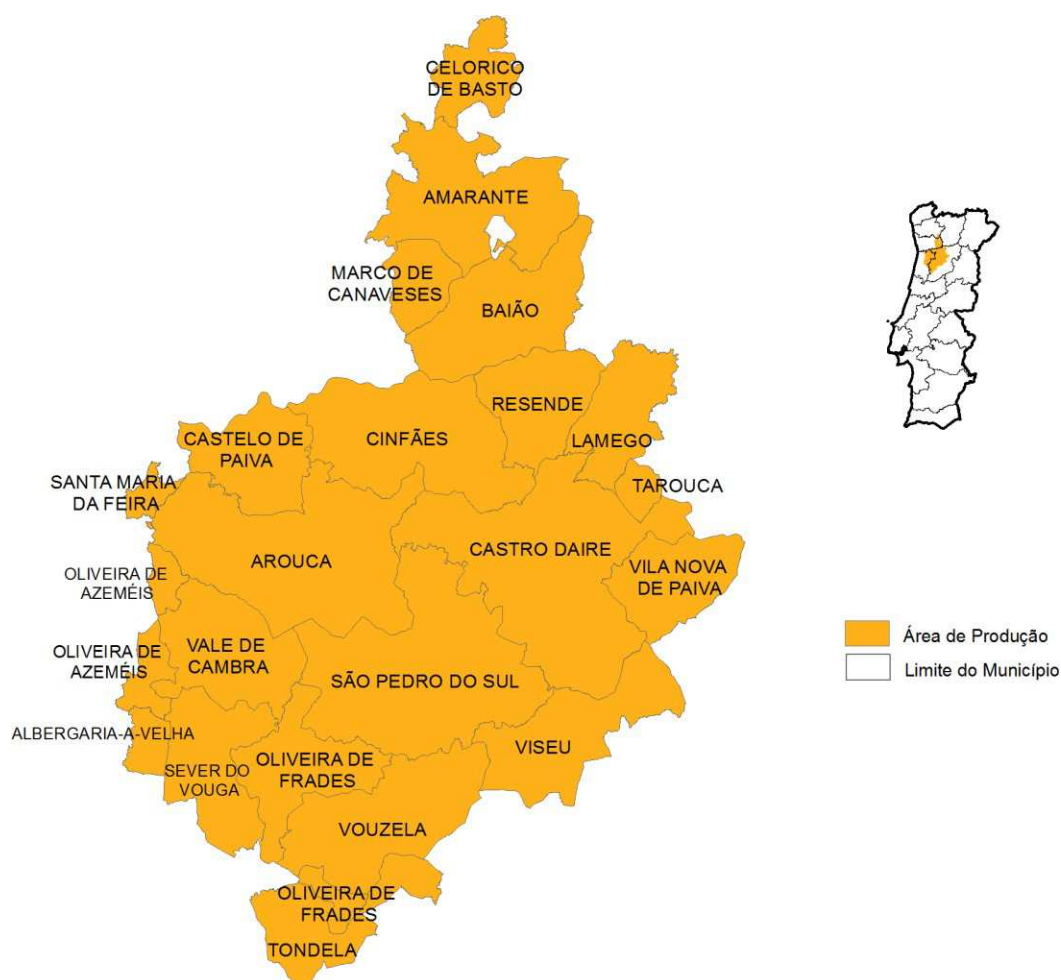 CELORICO
DE BASTO
AMARANTE
MARCO DE
CANAVESES
BAIÃO
RESENDE
CASTELO DE
PAIVA
CINFÃES
LAMEGO
SANTA MARIA
DA FEIRA
TAROUCA
AROUCA
CASTRO DAIRE
VILA NOVA
DE PAIVA
OLIVEIRA DE
AZEMÉIS
OLIVEIRA DE
AZEMÉIS
VALE DE
CAMBRA
SÃO PEDRO DO SUL
ALBERGARIA-A-VELHA
VISEU
SEVER DO
VOUGA
OLIVEIRA DE
FRADES
VOUZELA
OLIVEIRA DE
FRADES
TONDELA
Área de Produção
Limite do Município